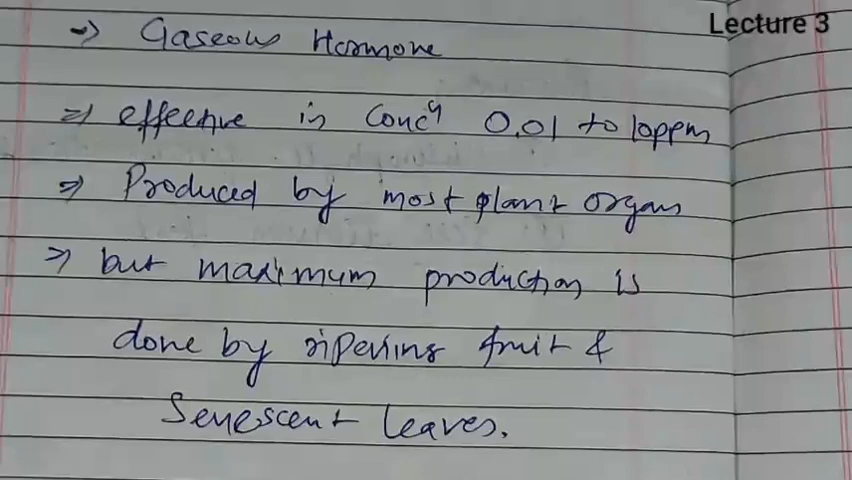 Lecture 3
→ Gaseous Hormone
⇒ effective in Concⁿ 0.01 to 10ppm
⇒ Produced by most plant organ
⇒ but maximum production is
done by ripening fruit &
Senescent leaves.